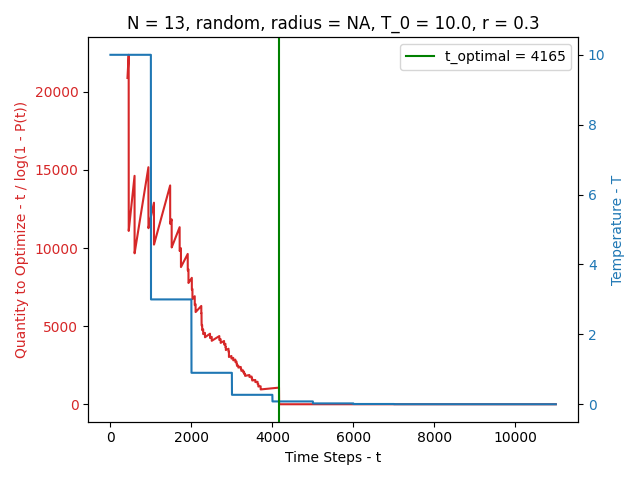 N = 13, random, radius = NA, T_0 = 10.0, r = 0.3
t_optimal = 4165
Quantity to Optimize - t / log(1 - P(t))
20000
15000
10000
5000
0
10
8
6
4
2
0
Temperature - T
0 2000 4000 6000 8000 10000
Time Steps - t